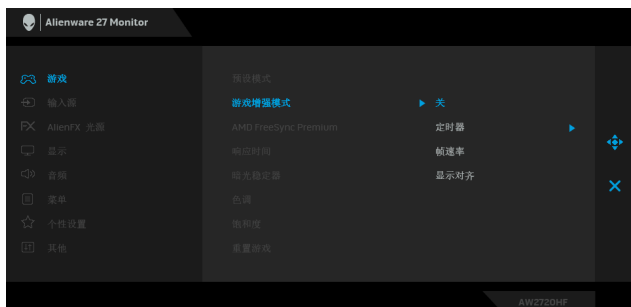 Alienware 27 Monitor
游戏
输入源
AlienFX 光源
显示
音频
菜单
个性设置
其他
预设模式
游戏增强模式
AMD FreeSync Premium
响应时间
暗光稳定器
色调
饱和度
重置游戏
关
定时器
帧速率
显示对齐
AW2720HF